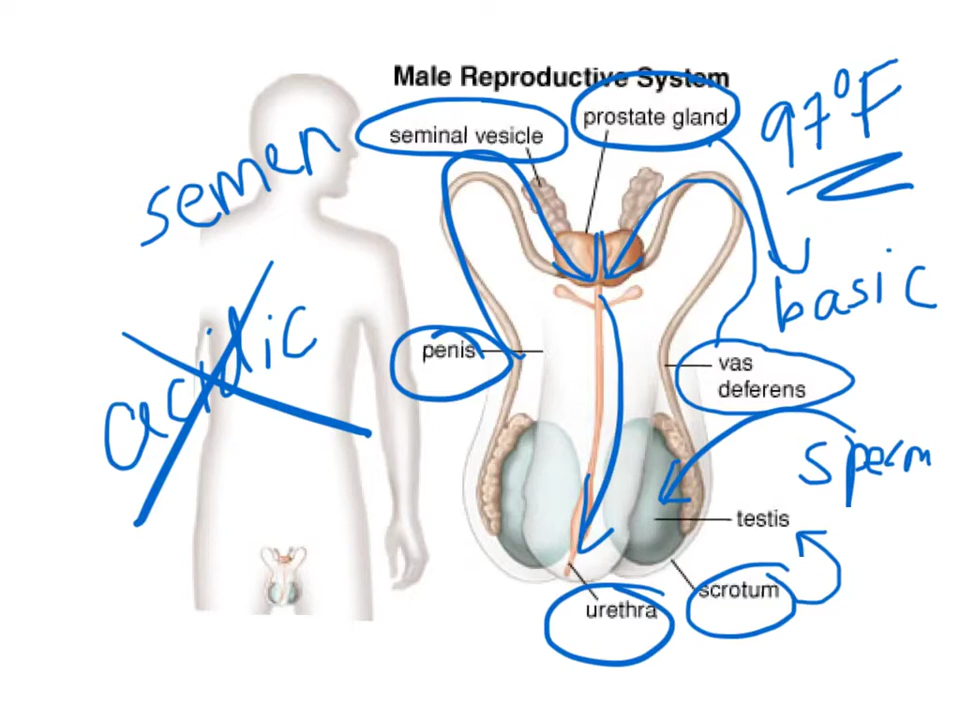 Male Reproductive System
prostate gland
seminal vesicle
97°F
semen
basic
acidic
penis
vas
deferens
sperm
testis
scrotum
urethra